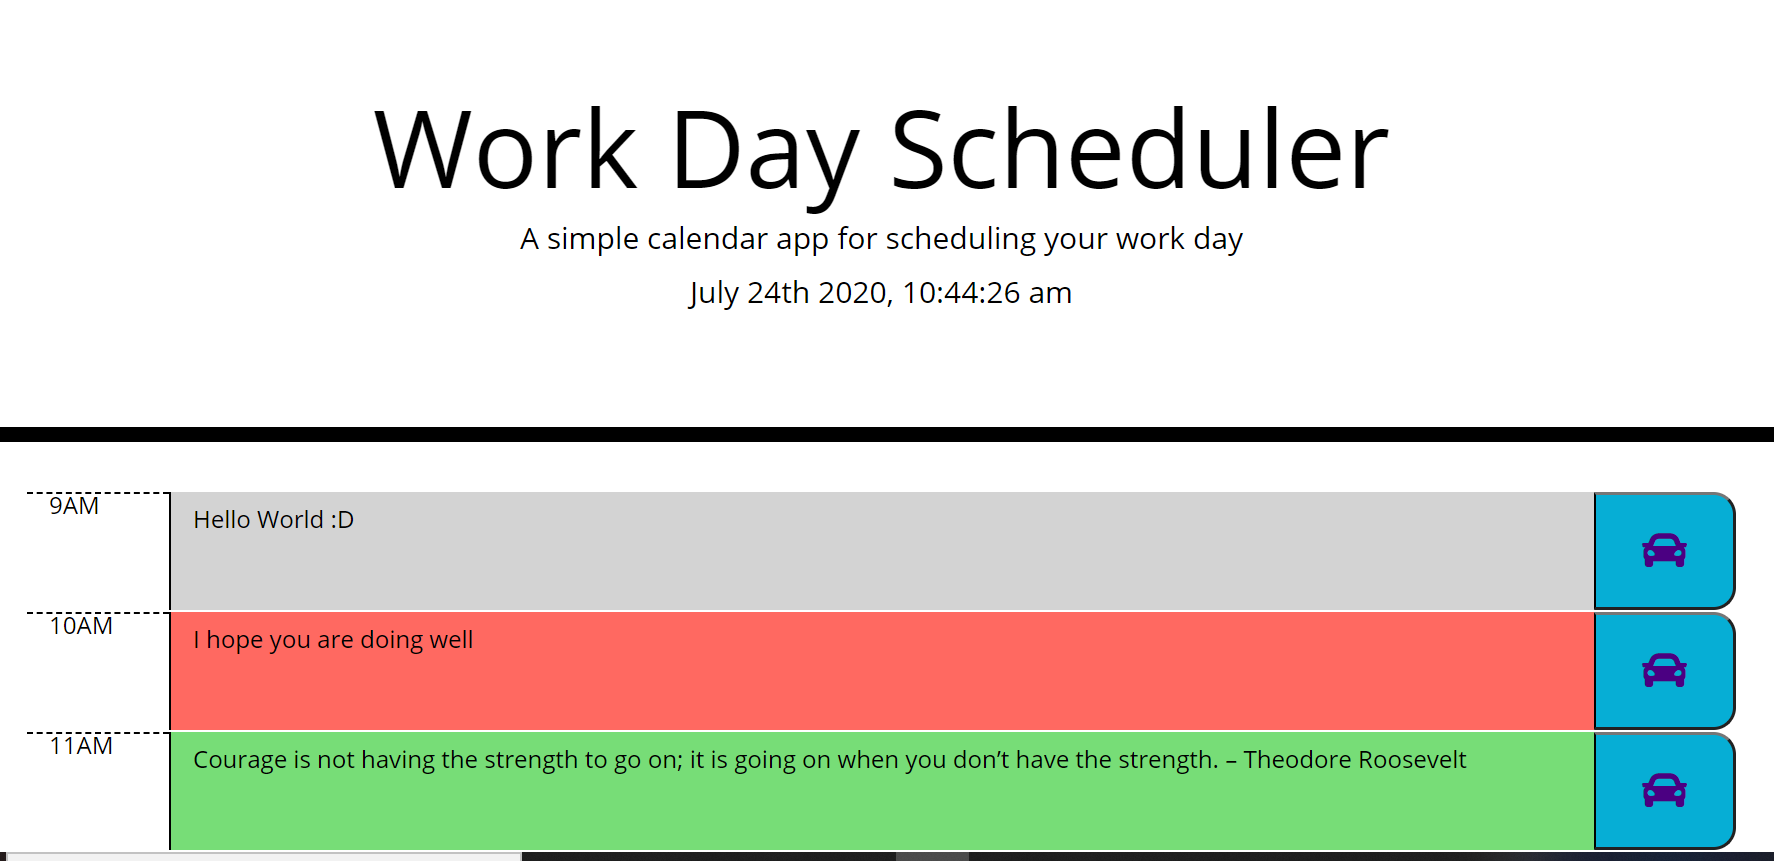 Work Day Scheduler
A simple calendar app for scheduling your work day
July 24th 2020, 10:44:26 am
9AM
Hello World :D
10AM
I hope you are doing well
11AM
Courage is not having the strength to go on; it is going on when you don’t have the strength. – Theodore Roosevelt